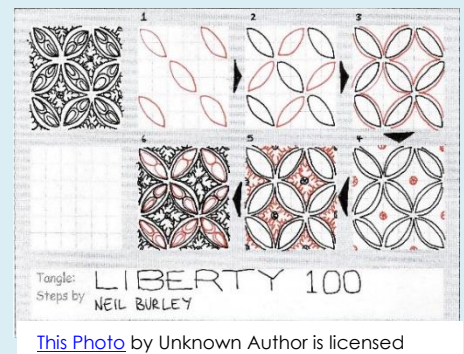 1 2 3
6 5 4
Tangle: LIBERTY 100
Steps by NEIL BURLEY
This Photo by Unknown Author is licensed